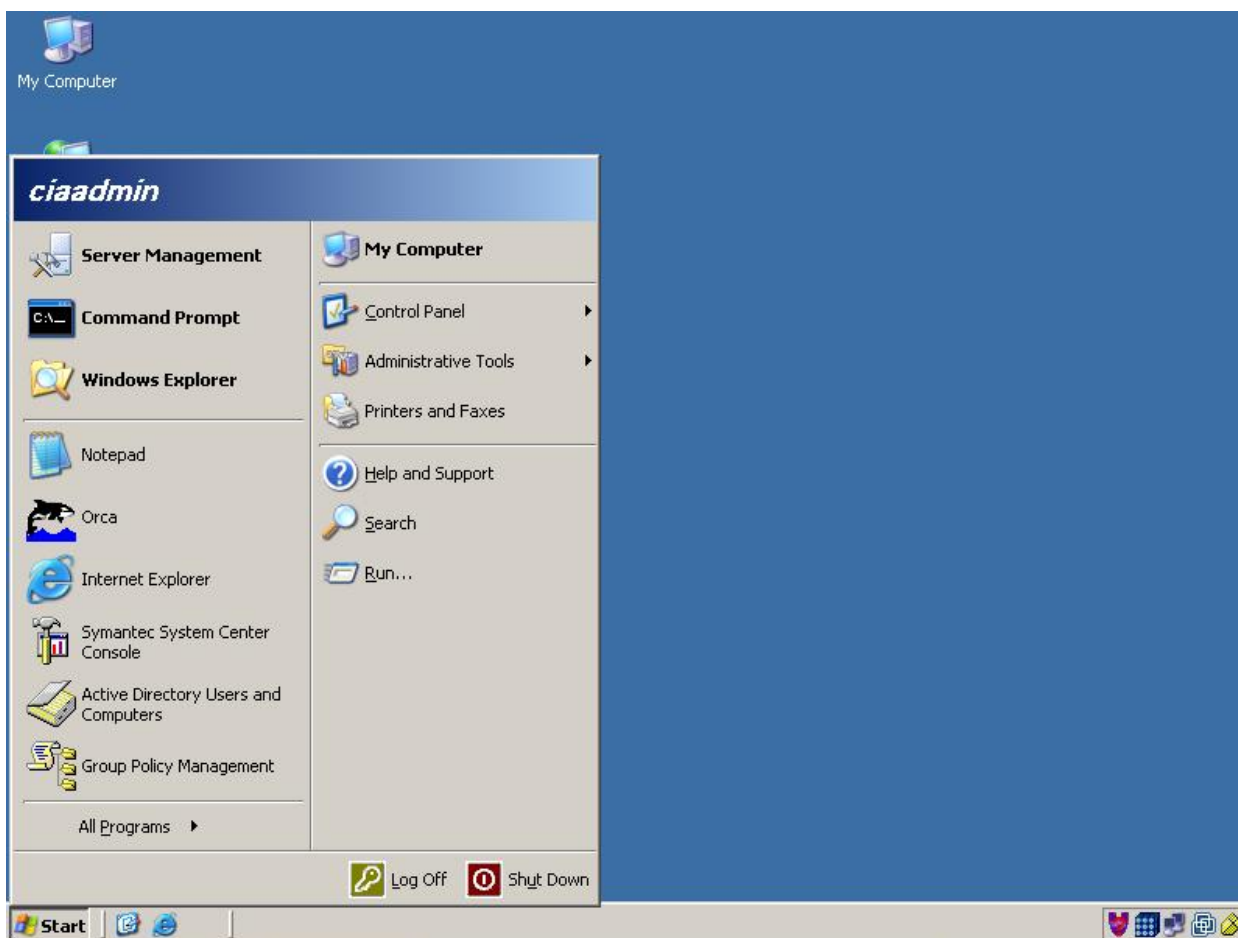 My Computer
ciaadmin
Server Management
Command Prompt
Windows Explorer
Notepad
Orca
Internet Explorer
Symantec System Center
Console
Active Directory Users and
Computers
Group Policy Management
All Programs
My Computer
Control Panel
Administrative Tools
Printers and Faxes
Help and Support
Search
Run...
Log Off
Shut Down
Start